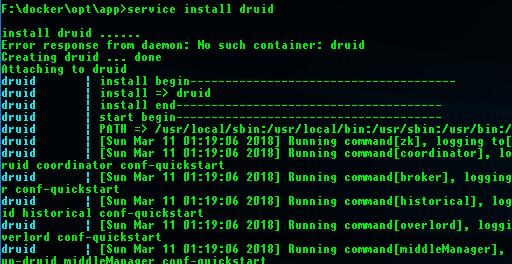 F:\docker\opt\app>service install druid
install druid ......
Error response from daemon: No such container: druid
Creating druid ... done
Attaching to druid
druid | install begin-----------------------------------
druid | install => druid
druid | install end-----------------------------------
druid | start begin-----------------------------------
druid | PATH => /usr/local/sbin:/usr/local/bin:/usr/sbin:/usr/bin:/
druid | [Sun Mar 11 01:19:06 2018] Running command[zk], logging to[
druid | [Sun Mar 11 01:19:06 2018] Running command[coordinator], lo
ruid coordinator conf-quickstart
druid | [Sun Mar 11 01:19:06 2018] Running command[broker], logging
r conf-quickstart
druid | [Sun Mar 11 01:19:06 2018] Running command[historical], log
id historical conf-quickstart
druid | [Sun Mar 11 01:19:06 2018] Running command[overlord], loggi
verlord conf-quickstart
druid | [Sun Mar 11 01:19:06 2018] Running command[middleManager],
un-druid middleManager conf-quickstart